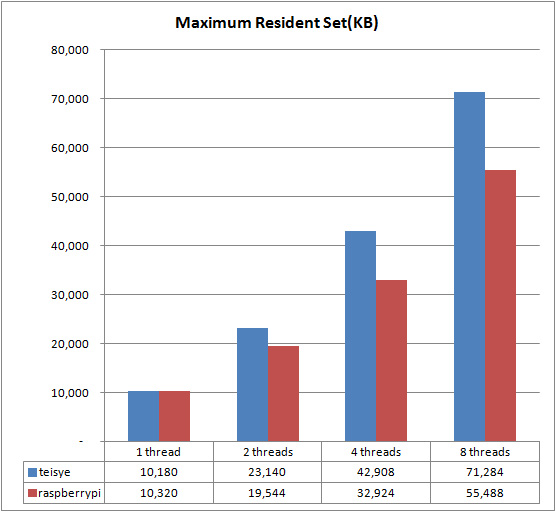 Maximum Resident Set(KB)
80,000
70,000
60,000
50,000
40,000
30,000
20,000
10,000
-
1 thread 2 threads 4 threads 8 threads
teisye 10,180 23,140 42,908 71,284
raspberrypi 10,320 19,544 32,924 55,488